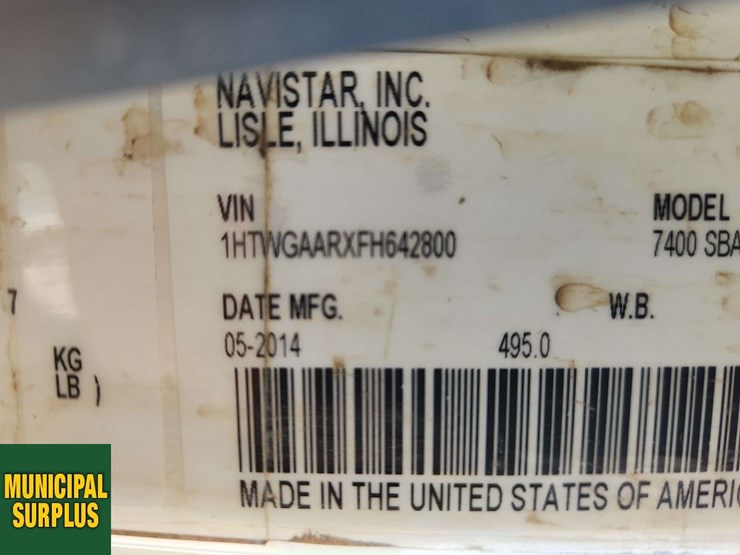 NAVISTAR, INC.
LISLE, ILLINOIS
VIN MODEL
1HTWGAARXFH642800 7400 SBA
7
DATE MFG. W.B.
05-2014 495.0
KG
LB )
MADE IN THE UNITED STATES OF AMERIC
MUNICIPAL
SURPLUS